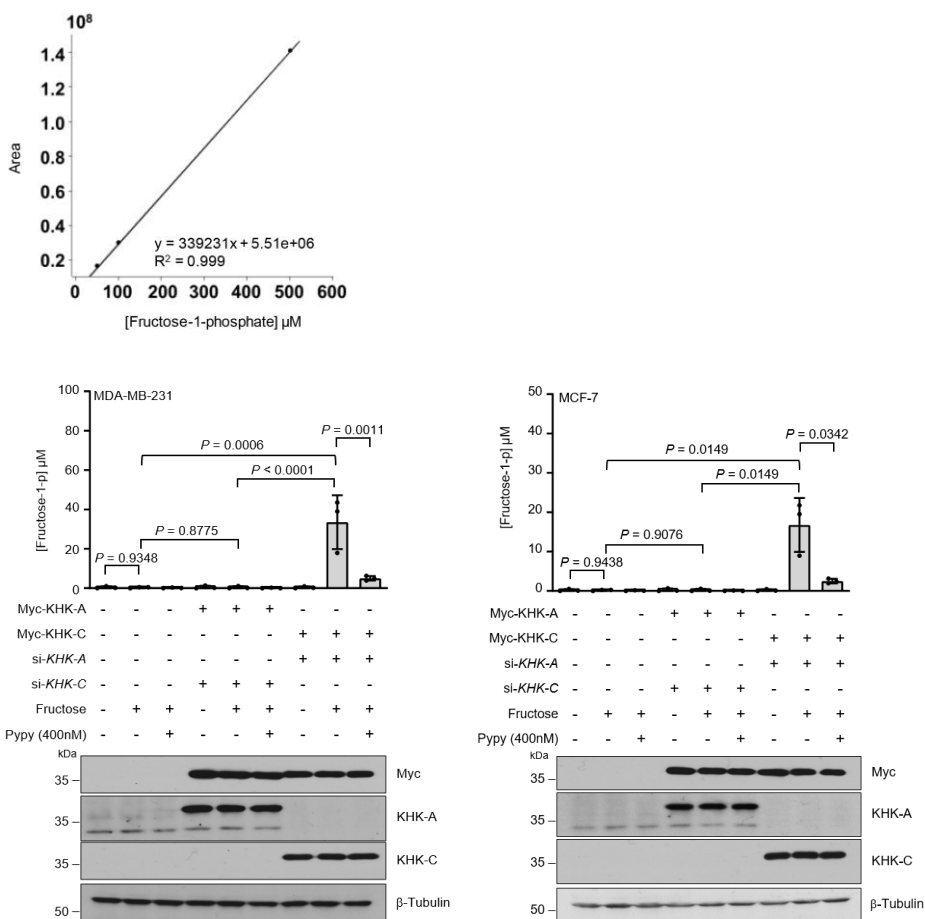 10⁸
1.4
1.2
1.0
0.8
0.6
0.4
0.2
Area
y = 339231x + 5.51e+06
R² = 0.999
0 100 200 300 400 500 600
[Fructose-1-phosphate] µM
MDA-MB-231
100
80
60
40
20
0
[Fructose-1-p] µM
P = 0.0011
P = 0.0006
P < 0.0001
P = 0.8775
P = 0.9348
Myc-KHK-A - - - + + + - - -
Myc-KHK-C - - - - - - + + +
si-KHK-A - - - - - - + + +
si-KHK-C - - - + + + - - -
Fructose - + + - + + - + +
Pypy (400nM) - - + - - + - - +
kDa
35 Myc
35 KHK-A
35 KHK-C
50 β-Tubulin
MCF-7
50
40
30
20
10
0
[Fructose-1-p] µM
P = 0.0342
P = 0.0149
P = 0.0149
P = 0.9076
P = 0.9438
Myc-KHK-A - - - + + + - - -
Myc-KHK-C - - - - - - + + +
si-KHK-A - - - - - - + + +
si-KHK-C - - - + + + - - -
Fructose - + + - + + - + +
Pypy (400nM) - - + - - + - - +
kDa
35 Myc
35 KHK-A
35 KHK-C
50 β-Tubulin